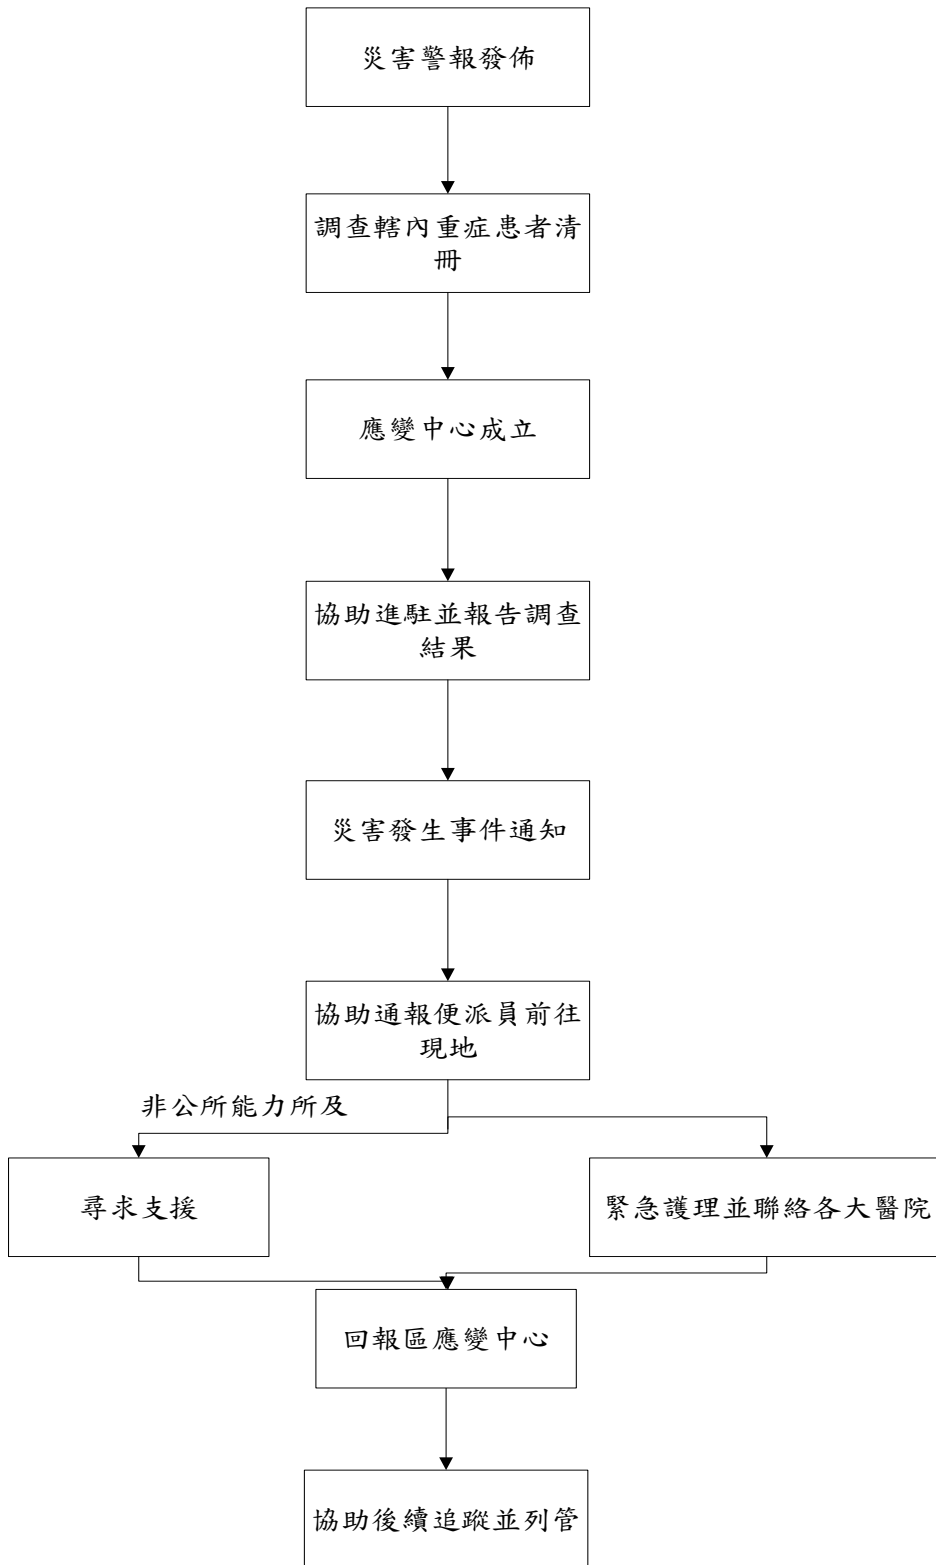 災害警報發佈
調查轄內重症患者清
冊
應變中心成立
協助進駐並報告調查
結果
災害發生事件通知
協助通報便派員前往
現地
非公所能力所及
尋求支援
緊急護理並聯絡各大醫院
回報區應變中心
協助後續追蹤並列管